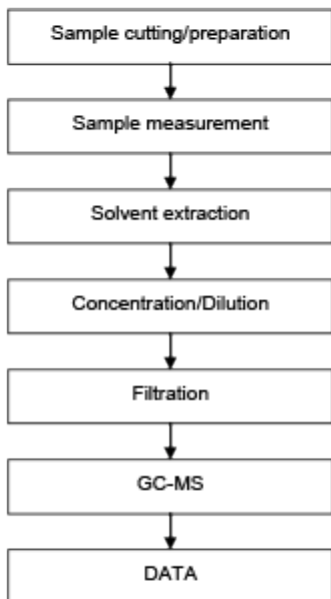 Sample cutting/preparation
Sample measurement
Solvent extraction
Concentration/Dilution
Filtration
GC-MS
DATA